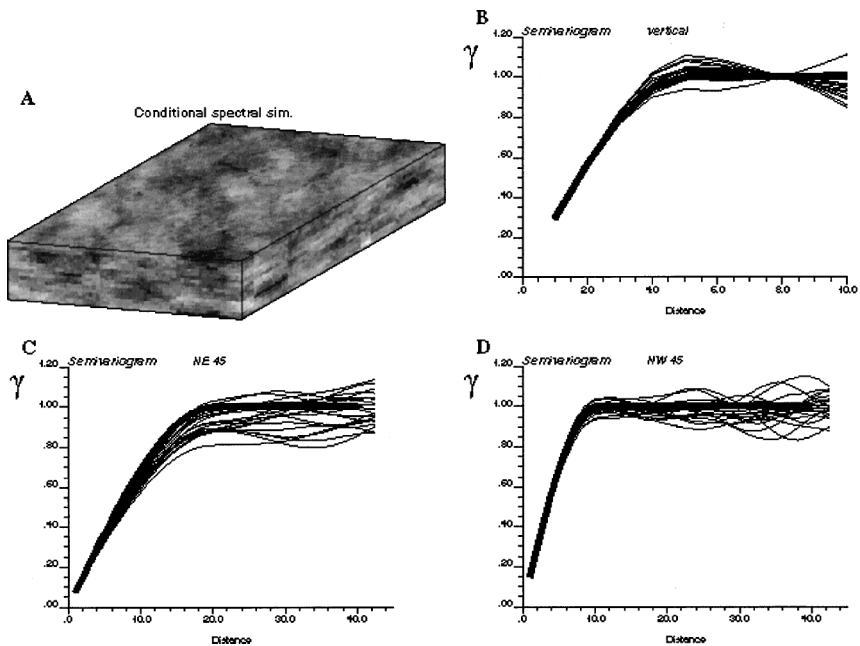 A
Conditional spectral sim.
B
Semivariogram vertical
γ
1.20
1.00
.80
.60
.40
.20
.00
.0 2.0 4.0 6.0 8.0 10.0
Distance
C
Semivariogram NE 45
γ
1.20
1.00
.80
.60
.40
.20
.00
.0 10.0 20.0 30.0 40.0
Distance
D
Semivariogram NW 45
γ
1.20
1.00
.80
.60
.40
.20
.00
.0 10.0 20.0 30.0 40.0
Distance